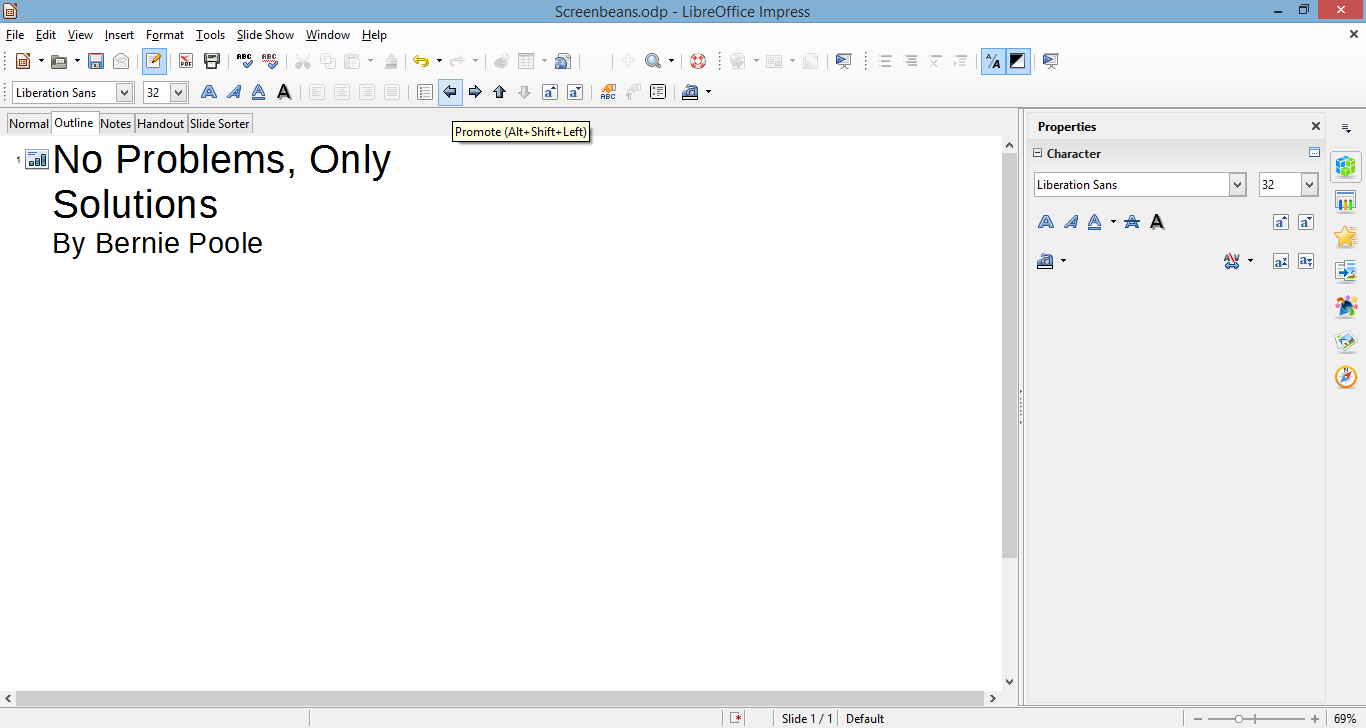 Screenbeans.odp - LibreOffice Impress
File Edit View Insert Format Tools Slide Show Window Help
Liberation Sans 32
Normal Outline Notes Handout Slide Sorter
Promote (Alt+Shift+Left)
1 No Problems, Only
Solutions
By Bernie Poole
Properties
Character
Liberation Sans 32
Slide 1 / 1 Default 69%